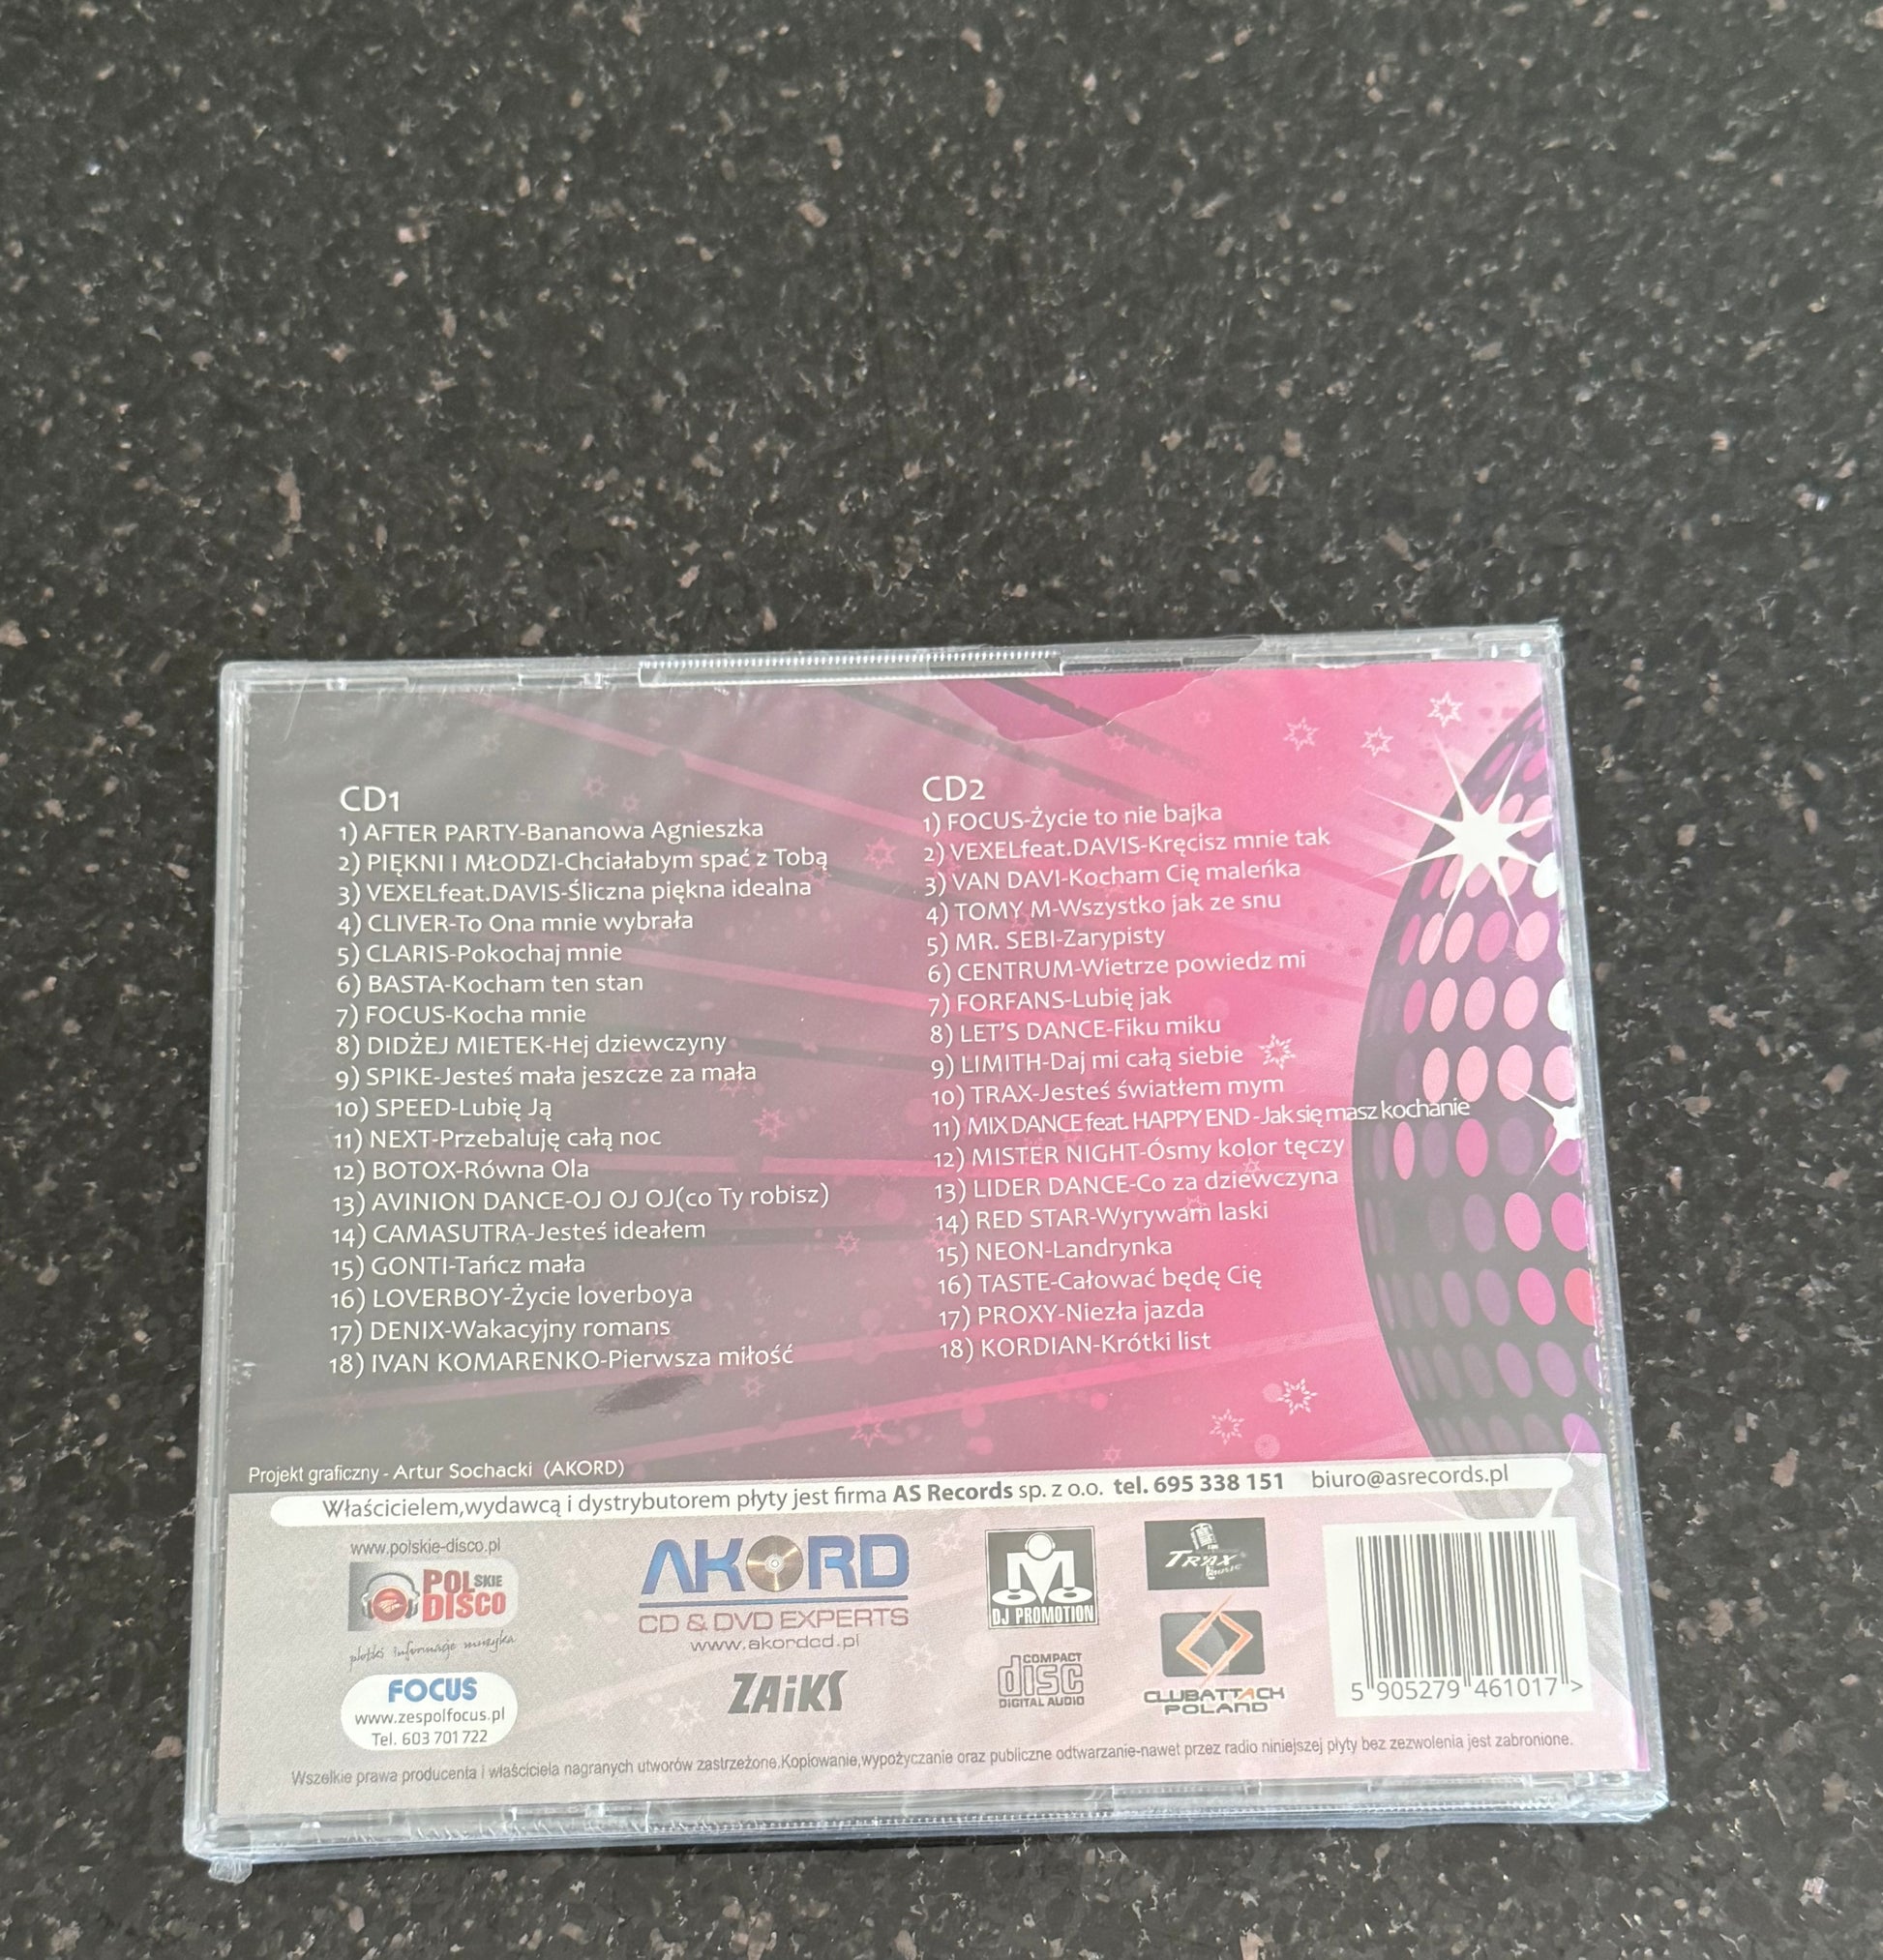 CD1
1) AFTER PARTY-Bananowa Agnieszka
2) PIĘKNI I MŁODZI-Chciałabym spać z Tobą
3) VEXELfeat.DAVIS-Śliczna piękna idealna
4) CLIVER-To Ona mnie wybrała
5) CLARIS-Pokochaj mnie
6) BASTA-Kocham ten stan
7) FOCUS-Kocha mnie
8) DIDŻEJ MIETEK-Hej dziewczyny
9) SPIKE-Jesteś mała jeszcze za mała
10) SPEED-Lubię Ją
11) NEXT-Przebaluję całą noc
12) BOTOX-Równa Ola
13) AVINION DANCE-OJ OJ OJ(co Ty robisz)
14) CAMASUTRA-Jesteś ideałem
15) GONTI-Tańcz mała
16) LOVERBOY-Życie loverboya
17) DENIX-Wakacyjny romans
18) IVAN KOMARENKO-Pierwsza miłość
CD2
1) FOCUS-Życie to nie bajka
2) VEXELfeat.DAVIS-Kręcisz mnie tak
3) VAN DAVI-Kocham Cię maleńka
4) TOMY M-Wszystko jak ze snu
5) MR. SEBI-Zarypisty
6) CENTRUM-Wietrze powiedz mi
7) FORFANS-Lubię jak
8) LET'S DANCE-Fiku miku
9) LIMITH-Daj mi całą siebie
10) TRAX-Jesteś światłem mym
11) MIX DANCE feat. HAPPY END -Jak się masz kochanie
12) MISTER NIGHT-Ósmy kolor tęczy
13) LIDER DANCE-Co za dziewczyna
14) RED STAR-Wyrywam laski
15) NEON-Landrynka
16) TASTE-Całować będę Cię
17) PROXY-Niezła jazda
18) KORDIAN-Krótki list
Projekt graficzny - Artur Sochacki (AKORD)
Właścicielem,wydawcą i dystrybutorem płyty jest firma AS Records sp. z o.o. tel. 695 338 151 biuro@asrecords.pl
www.polskie-disco.pl
POLSKIE
DISCO
plotki informacje muzyka
FOCUS
www.zespolfocus.pl
Tel. 603 701 722
AKORD
CD & DVD EXPERTS
www.akordcd.pl
ZAiKS
M
DJ PROMOTION
COMPACT
disc
DIGITAL AUDIO
TRAX
CLUBATTACH
POLAND
5 905279 461017 >
Wszelkie prawa producenta i właściciela nagranych utworów zastrzeżone.Kopiowanie,wypożyczanie oraz publiczne odtwarzanie-nawet przez radio niniejszej płyty bez zezwolenia jest zabronione.